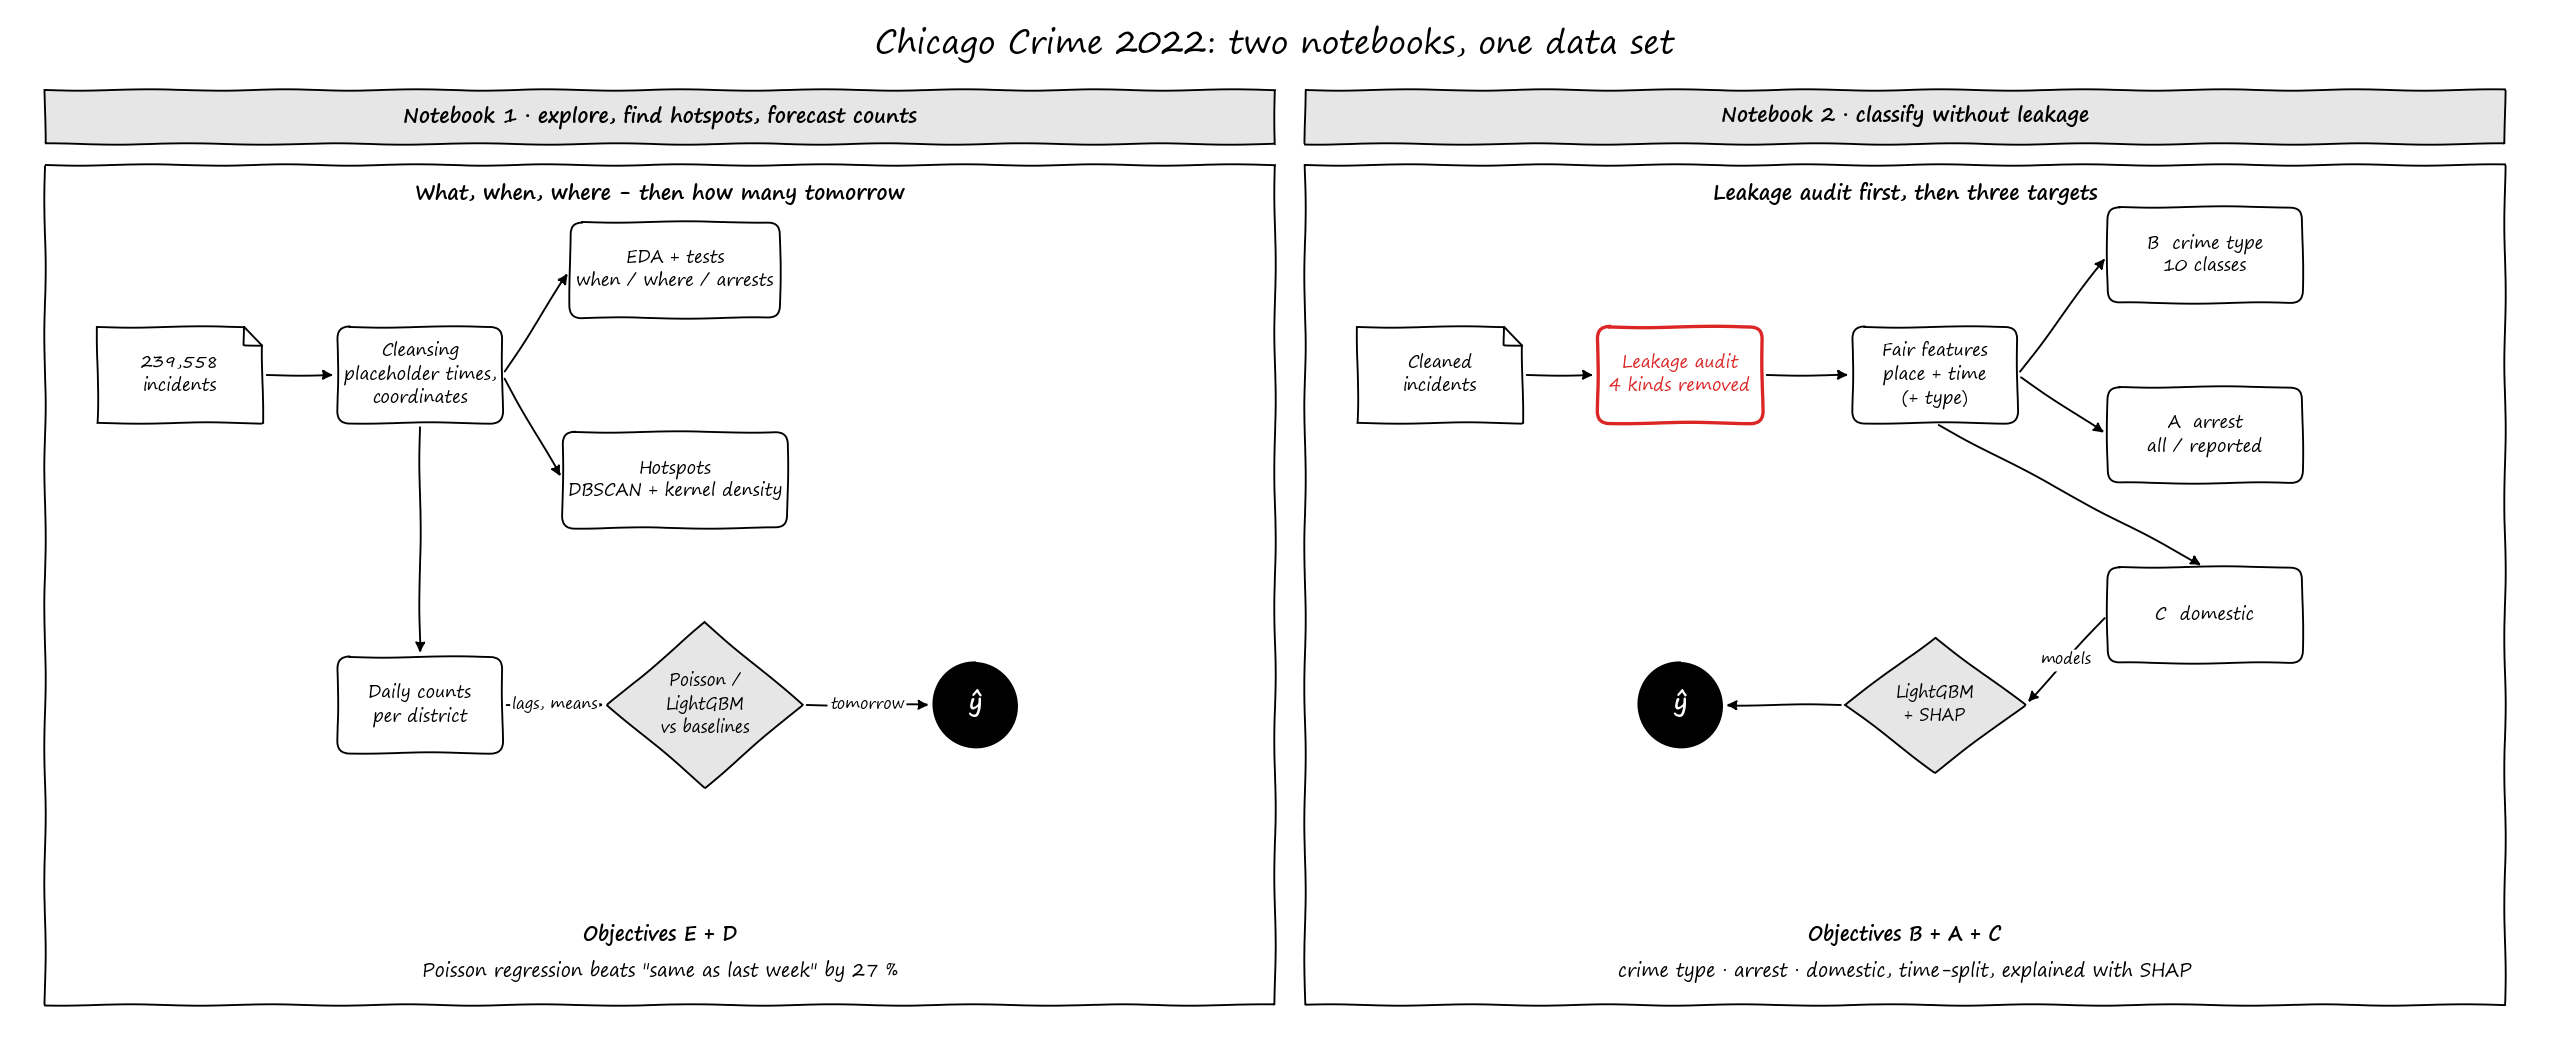 Chicago Crime 2022: two notebooks, one data set
Notebook 1 · explore, find hotspots, forecast counts
What, when, where - then how many tomorrow
EDA + tests
when / where / arrests
239,558
incidents
Cleansing
placeholder times,
coordinates
Hotspots
DBSCAN + kernel density
Daily counts
per district
lags, means
Poisson /
LightGBM
vs baselines
tomorrow
ŷ
Objectives E + D
Poisson regression beats "same as last week" by 27 %
Notebook 2 · classify without leakage
Leakage audit first, then three targets
B crime type
10 classes
Cleaned
incidents
Leakage audit
4 kinds removed
Fair features
place + time
(+ type)
A arrest
all / reported
C domestic
models
LightGBM
+ SHAP
ŷ
Objectives B + A + C
crime type · arrest · domestic, time-split, explained with SHAP